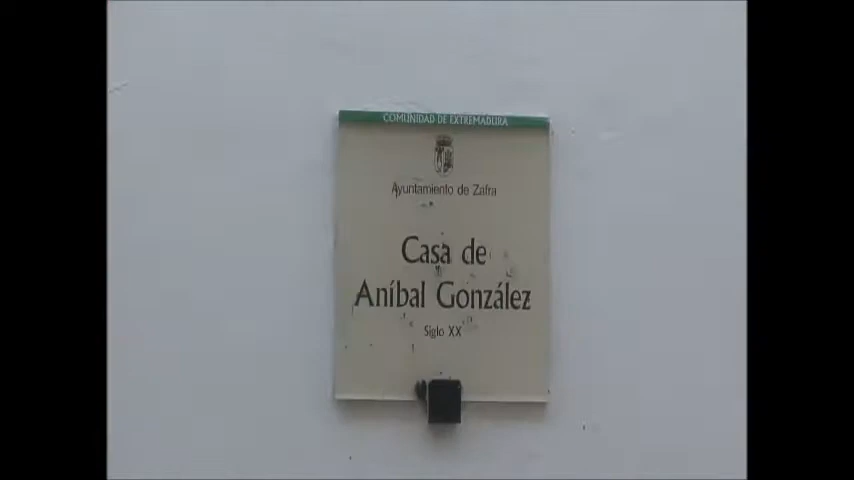 COMUNIDAD DE EXTREMADURA
Ayuntamiento de Zafra
Casa de
Aníbal González
Siglo XX